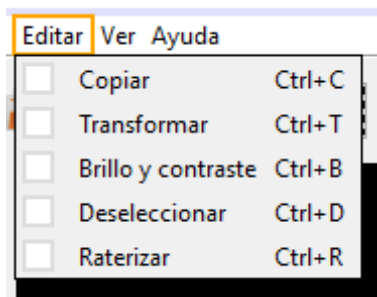 Editar Ver Ayuda
Copiar Ctrl+C
Transformar Ctrl+T
Brillo y contraste Ctrl+B
Deseleccionar Ctrl+D
Raterizar Ctrl+R